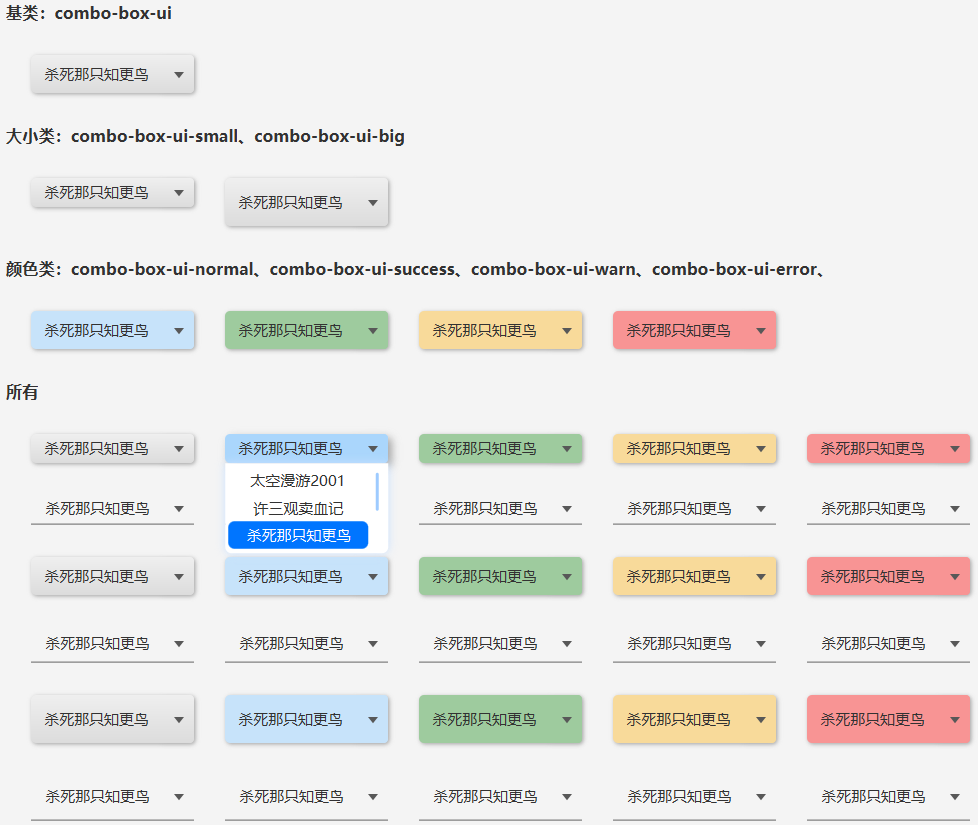 基类：combo-box-ui
杀死那只知更鸟
大小类：combo-box-ui-small、combo-box-ui-big
杀死那只知更鸟 杀死那只知更鸟
颜色类：combo-box-ui-normal、combo-box-ui-success、combo-box-ui-warn、combo-box-ui-error、
杀死那只知更鸟 杀死那只知更鸟 杀死那只知更鸟 杀死那只知更鸟
所有
杀死那只知更鸟 杀死那只知更鸟 杀死那只知更鸟 杀死那只知更鸟 杀死那只知更鸟
太空漫游2001
杀死那只知更鸟 许三观卖血记 杀死那只知更鸟 杀死那只知更鸟 杀死那只知更鸟
杀死那只知更鸟
杀死那只知更鸟 杀死那只知更鸟 杀死那只知更鸟 杀死那只知更鸟 杀死那只知更鸟
杀死那只知更鸟 杀死那只知更鸟 杀死那只知更鸟 杀死那只知更鸟 杀死那只知更鸟
杀死那只知更鸟 杀死那只知更鸟 杀死那只知更鸟 杀死那只知更鸟 杀死那只知更鸟
杀死那只知更鸟 杀死那只知更鸟 杀死那只知更鸟 杀死那只知更鸟 杀死那只知更鸟